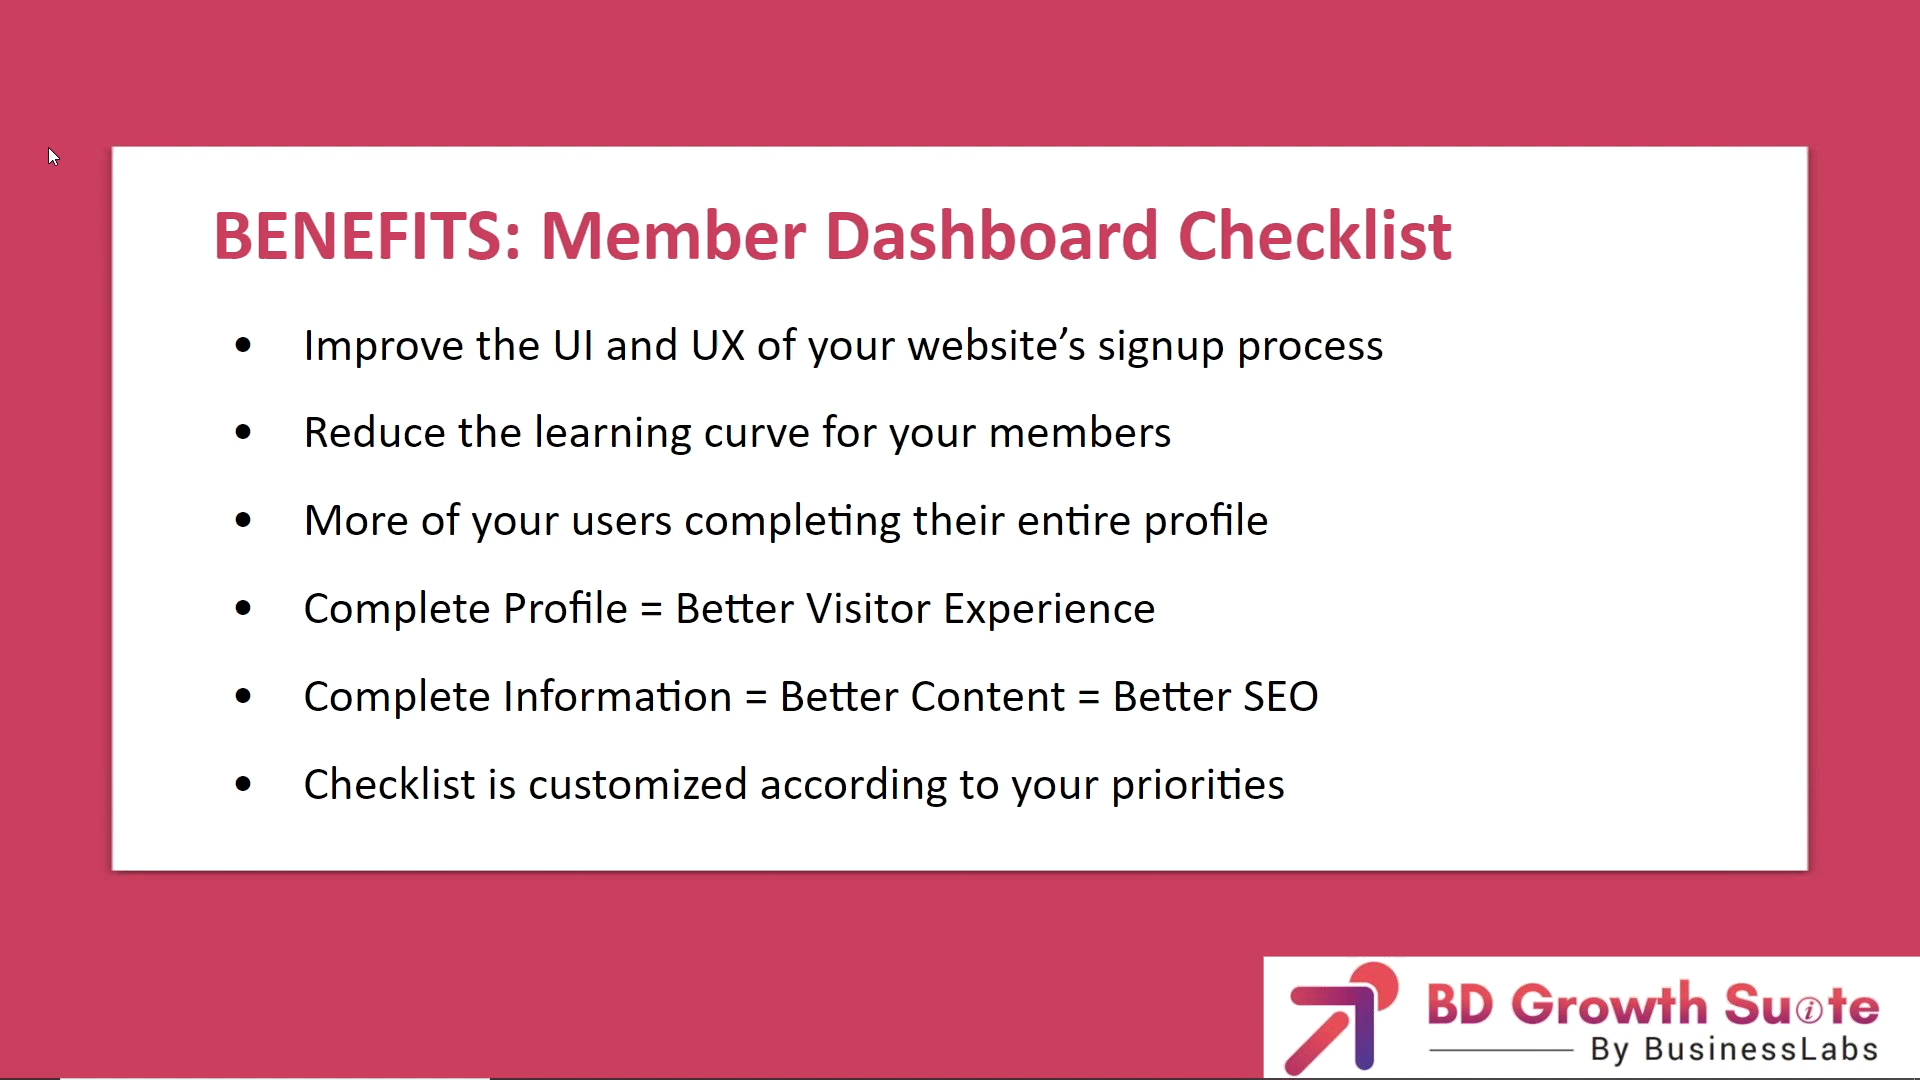 BENEFITS: Member Dashboard Checklist
• Improve the UI and UX of your website’s signup process
• Reduce the learning curve for your members
• More of your users completing their entire profile
• Complete Profile = Better Visitor Experience
• Complete Information = Better Content = Better SEO
• Checklist is customized according to your priorities
BD Growth Suite
By BusinessLabs